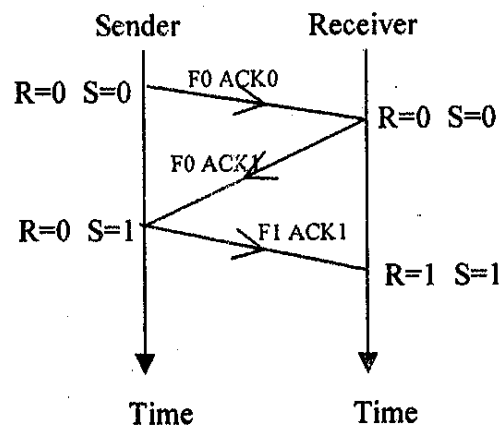 Sender Receiver
F0 ACK0
R=0 S=0
R=0 S=0
F0 ACK1
R=0 S=1
F1 ACK1
R=1 S=1
Time Time